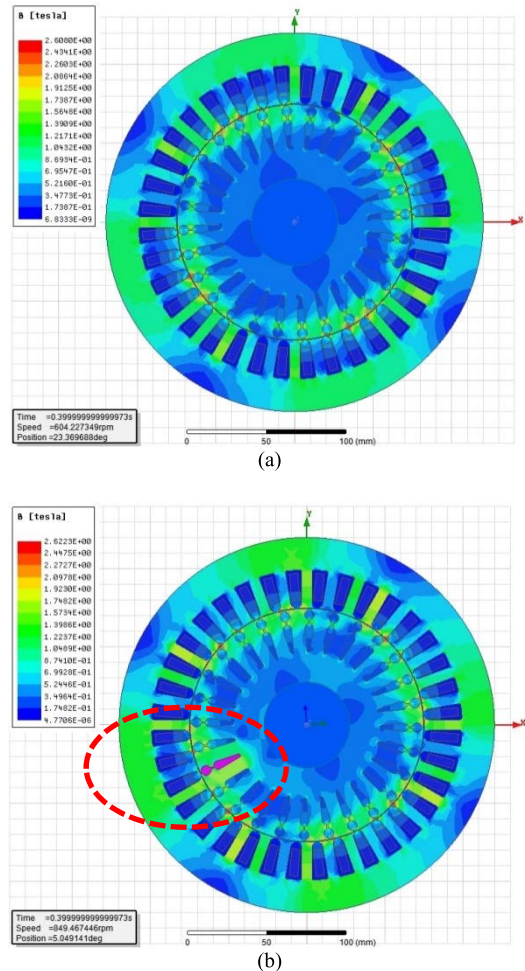 B [tesla]
2.6080E+00
2.4341E+00
2.2603E+00
2.0864E+00
1.9125E+00
1.7387E+00
1.5648E+00
1.3909E+00
1.2171E+00
1.0432E+00
8.6934E-01
6.9547E-01
5.2160E-01
3.4773E-01
1.7387E-01
6.8333E-09
Y
X
Time =0.399999999999973s
Speed =604.227349rpm
Position =23.369688deg
0 50 100 (mm)
(a)
B [tesla]
2.6223E+00
2.4475E+00
2.2727E+00
2.0978E+00
1.9230E+00
1.7482E+00
1.5734E+00
1.3986E+00
1.2237E+00
1.0489E+00
8.7410E-01
6.9928E-01
5.2446E-01
3.4964E-01
1.7482E-01
4.7706E-06
Y
X
Time =0.399999999999973s
Speed =849.467446rpm
Position =5.049141deg
0 50 100 (mm)
(b)